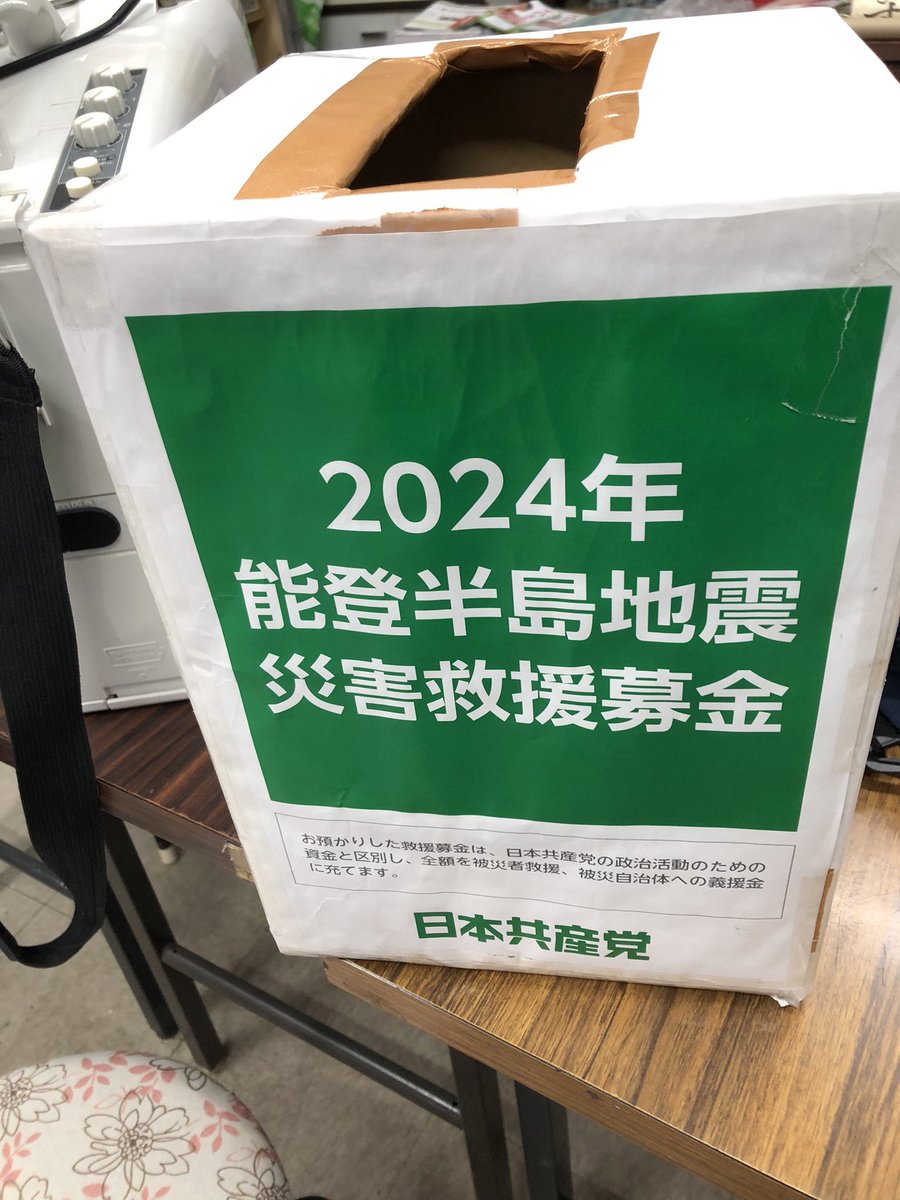 2024年
能登半島地震
災害救援募金
お預かりした救援募金は、日本共産党の政治活動のための
資金と区別し、全額を被災者救援、被災自治体への義援金
に充てます。
日本共産党